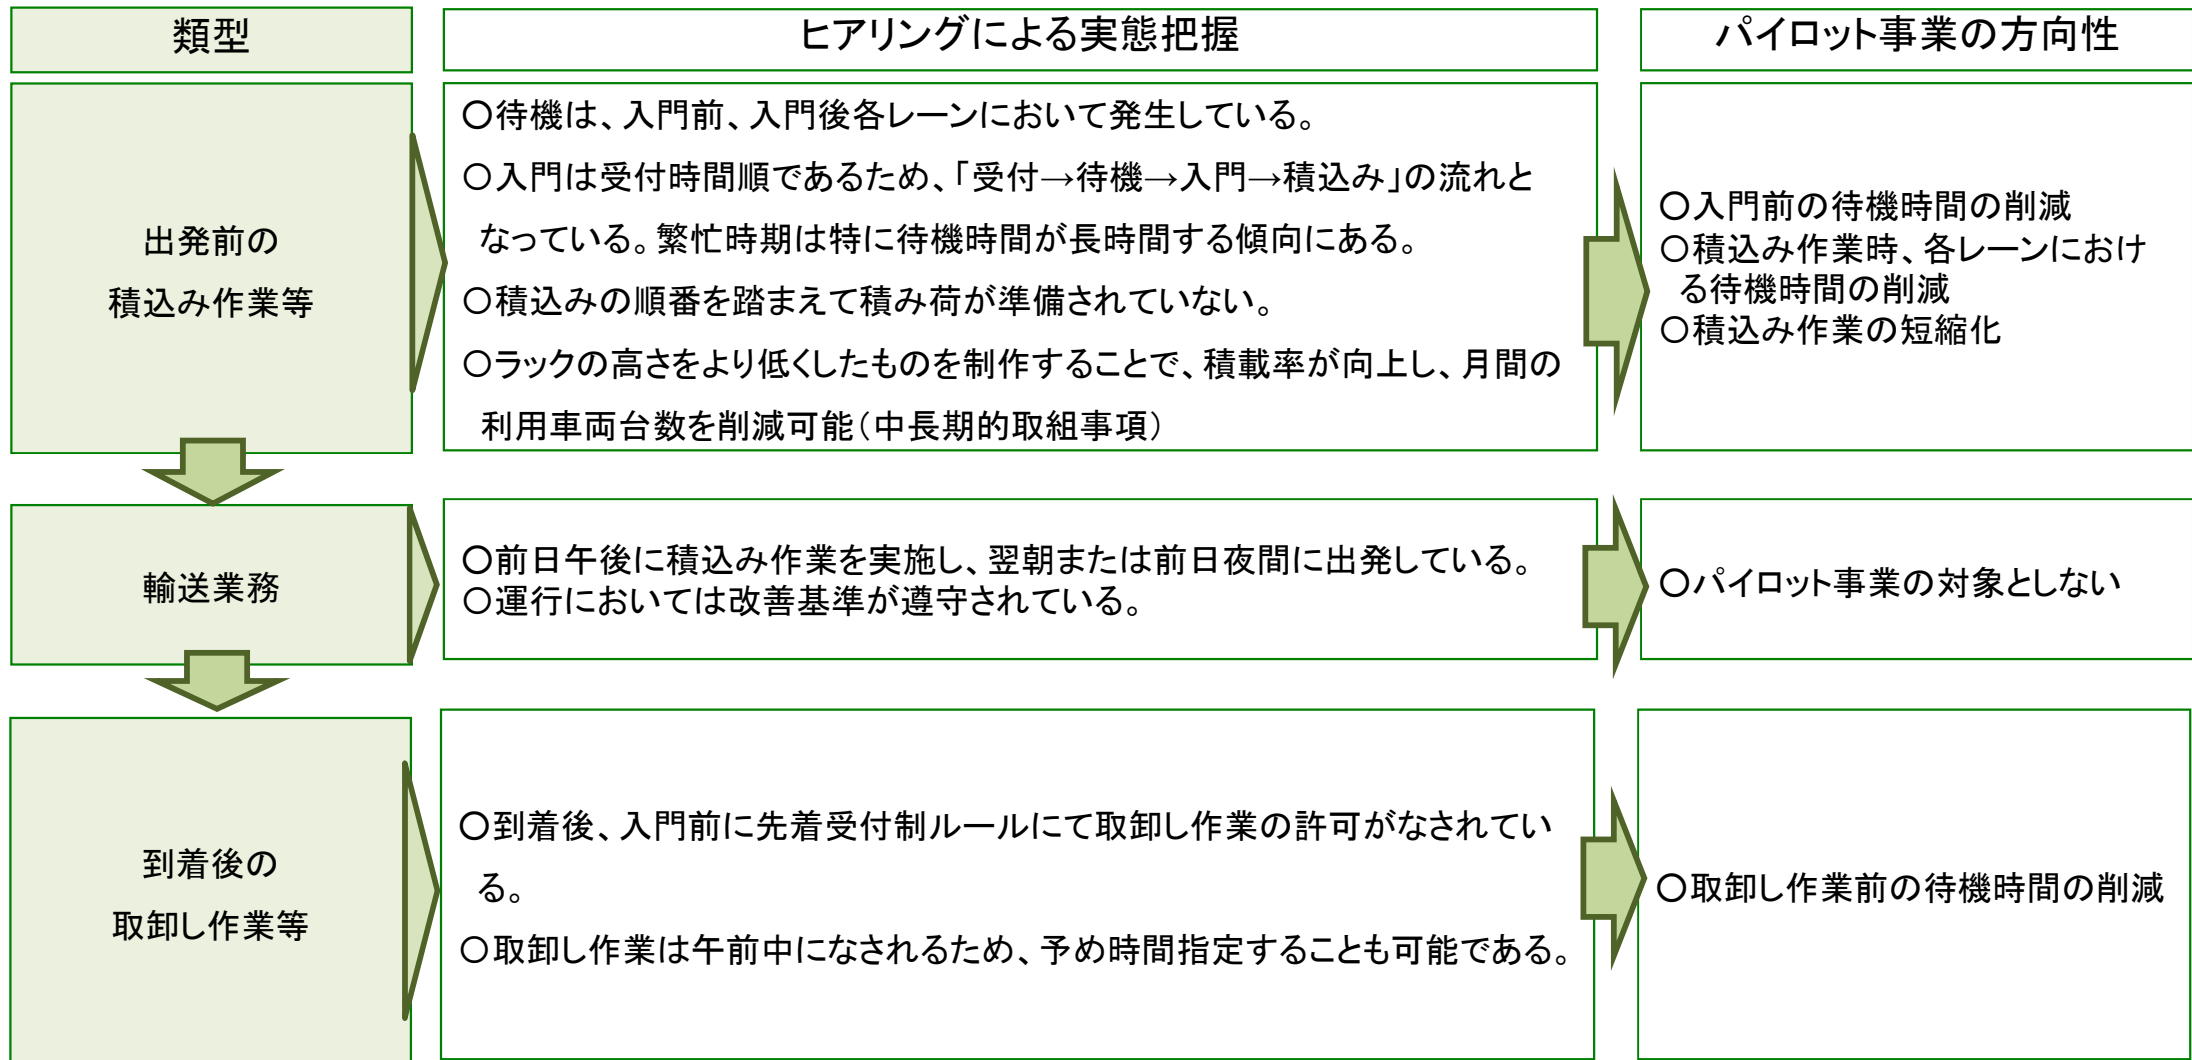 類型
ヒアリングによる実態把握
パイロット事業の方向性
出発前の
積込み作業等
〇待機は、入門前、入門後各レーンにおいて発生している。
〇入門は受付時間順であるため、「受付→待機→入門→積込み」の流れと
なっている。繁忙時期は特に待機時間が長時間する傾向にある。
〇積込みの順番を踏まえて積み荷が準備されていない。
〇ラックの高さをより低くしたものを制作することで、積載率が向上し、月間の
利用車両台数を削減可能（中長期的取組事項）
〇入門前の待機時間の削減
〇積込み作業時、各レーンにおけ
る待機時間の削減
〇積込み作業の短縮化
輸送業務
〇前日午後に積込み作業を実施し、翌朝または前日夜間に出発している。
〇運行においては改善基準が遵守されている。
〇パイロット事業の対象としない
到着後の
取卸し作業等
〇到着後、入門前に先着受付制ルールにて取卸し作業の許可がなされてい
る。
〇取卸し作業は午前中になされるため、予め時間指定することも可能である。
〇取卸し作業前の待機時間の削減